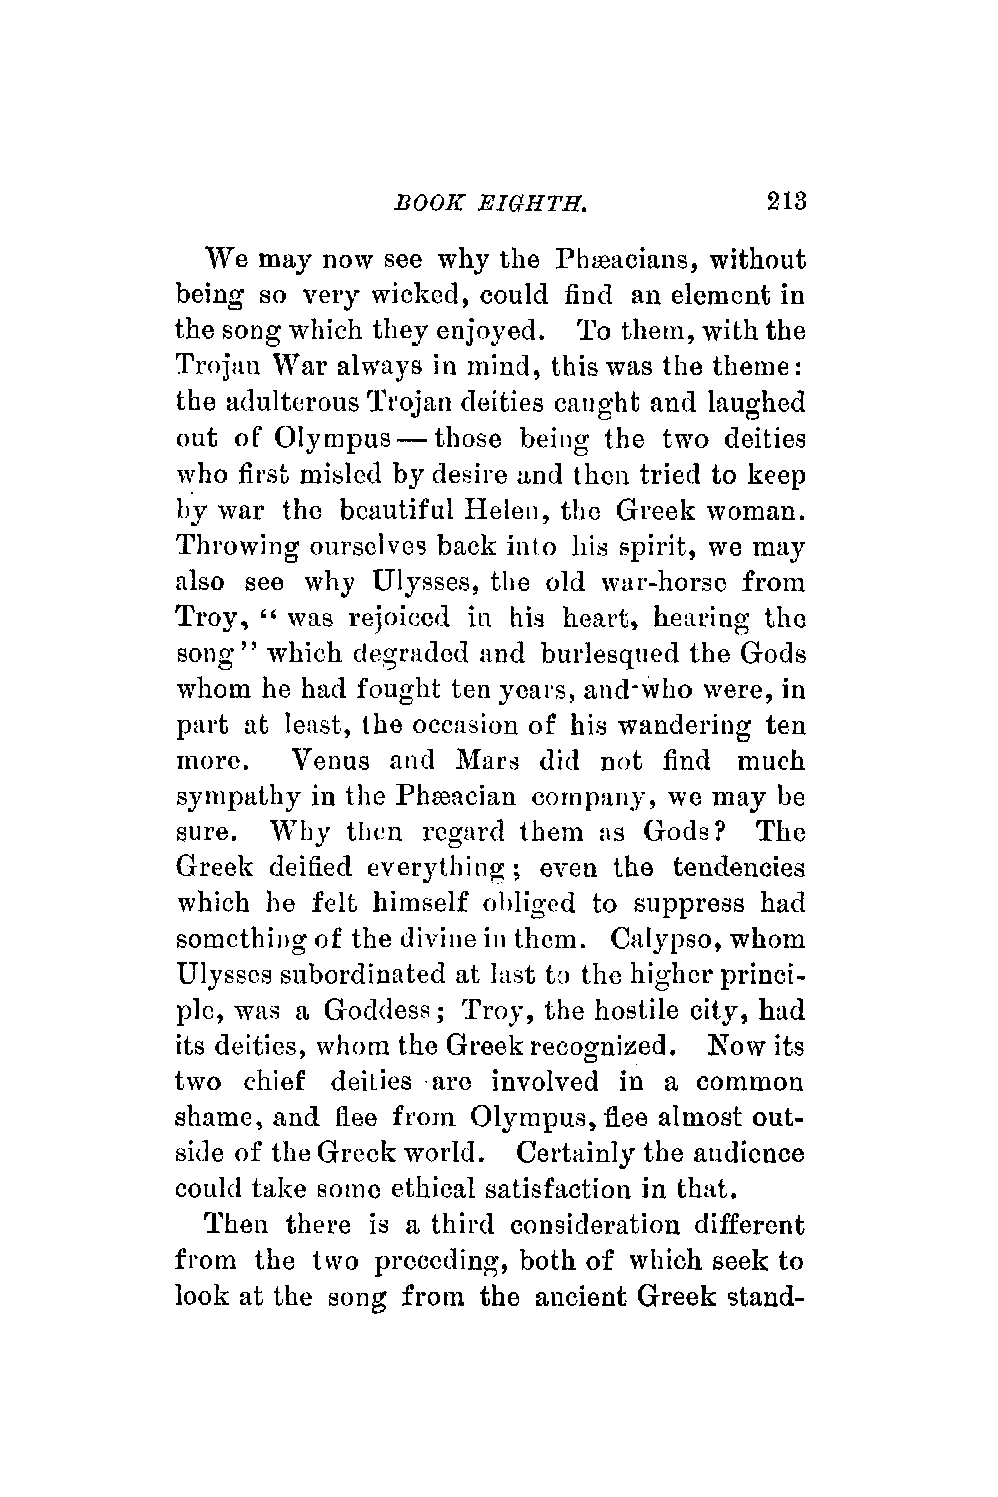 BOOK EIGHTH. 213
We may now see why the Phæacians, without
being so very wicked, could find an element in
the song which they enjoyed. To them, with the
Trojan War always in mind, this was the theme:
the adulterous Trojan deities caught and laughed
out of Olympus — those being the two deities
who first misled by desire and then tried to keep
by war the beautiful Helen, the Greek woman.
Throwing ourselves back into his spirit, we may
also see why Ulysses, the old war-horse from
Troy, “ was rejoiced in his heart, hearing the
song ” which degraded and burlesqued the Gods
whom he had fought ten years, and who were, in
part at least, the occasion of his wandering ten
more. Venus and Mars did not find much
sympathy in the Phæacian company, we may be
sure. Why then regard them as Gods? The
Greek deified everything; even the tendencies
which he felt himself obliged to suppress had
something of the divine in them. Calypso, whom
Ulysses subordinated at last to the higher princi-
ple, was a Goddess; Troy, the hostile city, had
its deities, whom the Greek recognized. Now its
two chief deities are involved in a common
shame, and flee from Olympus, flee almost out-
side of the Greek world. Certainly the audience
could take some ethical satisfaction in that.
Then there is a third consideration different
from the two preceding, both of which seek to
look at the song from the ancient Greek stand-